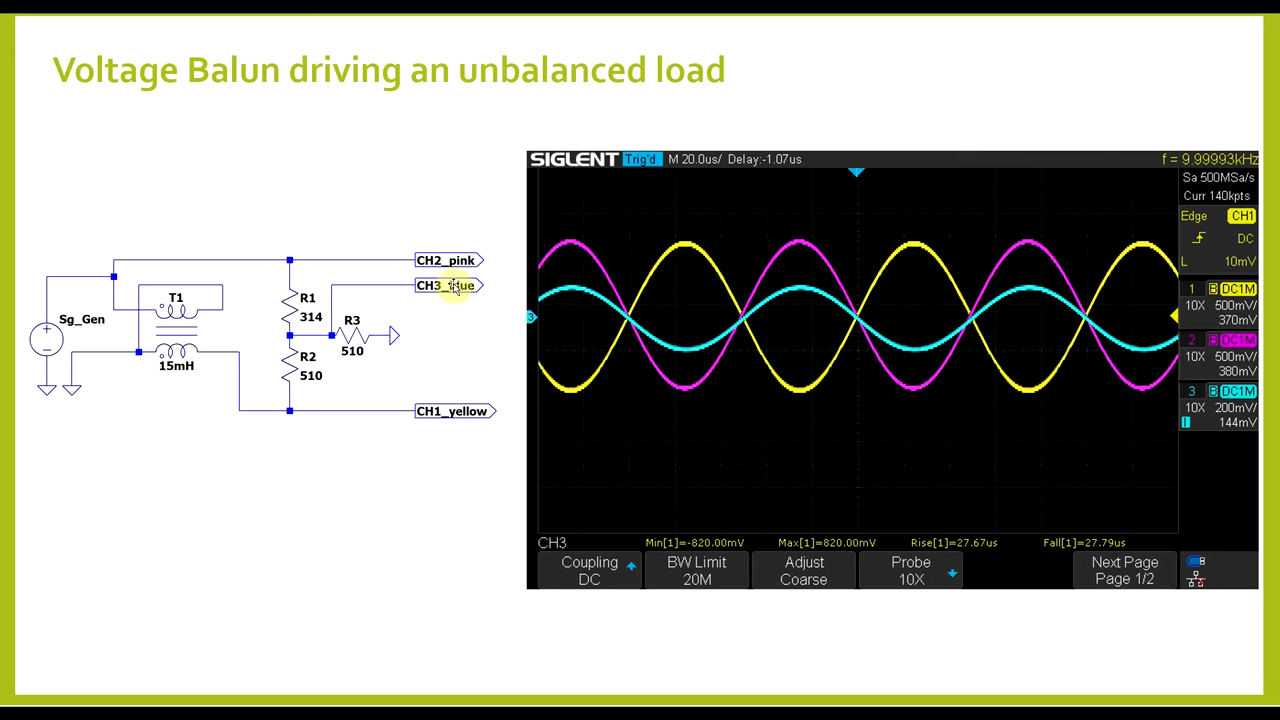 Voltage Balun driving an unbalanced load
SIGLENT Trig'd M 20.0us/ Delay:-1.07us f = 9.99993kHz
Sa 500MSa/s
Curr 140kpts
Edge CH1
DC
L 10mV
1 B DC1M
10X 500mV/
370mV
2 B DC1M
10X 500mV/
380mV
3 B DC1M
10X 200mV/
144mV
3
CH2_pink
CH3_blue
T1
R1
314
R3
510
Sg_Gen
R2
510
15mH
CH1_yellow
CH3 Min[1]=-820.00mV Max[1]=820.00mV Rise[1]=27.67us Fall[1]=27.79us
Coupling
DC
BW Limit
20M
Adjust
Coarse
Probe
10X
Next Page
Page 1/2